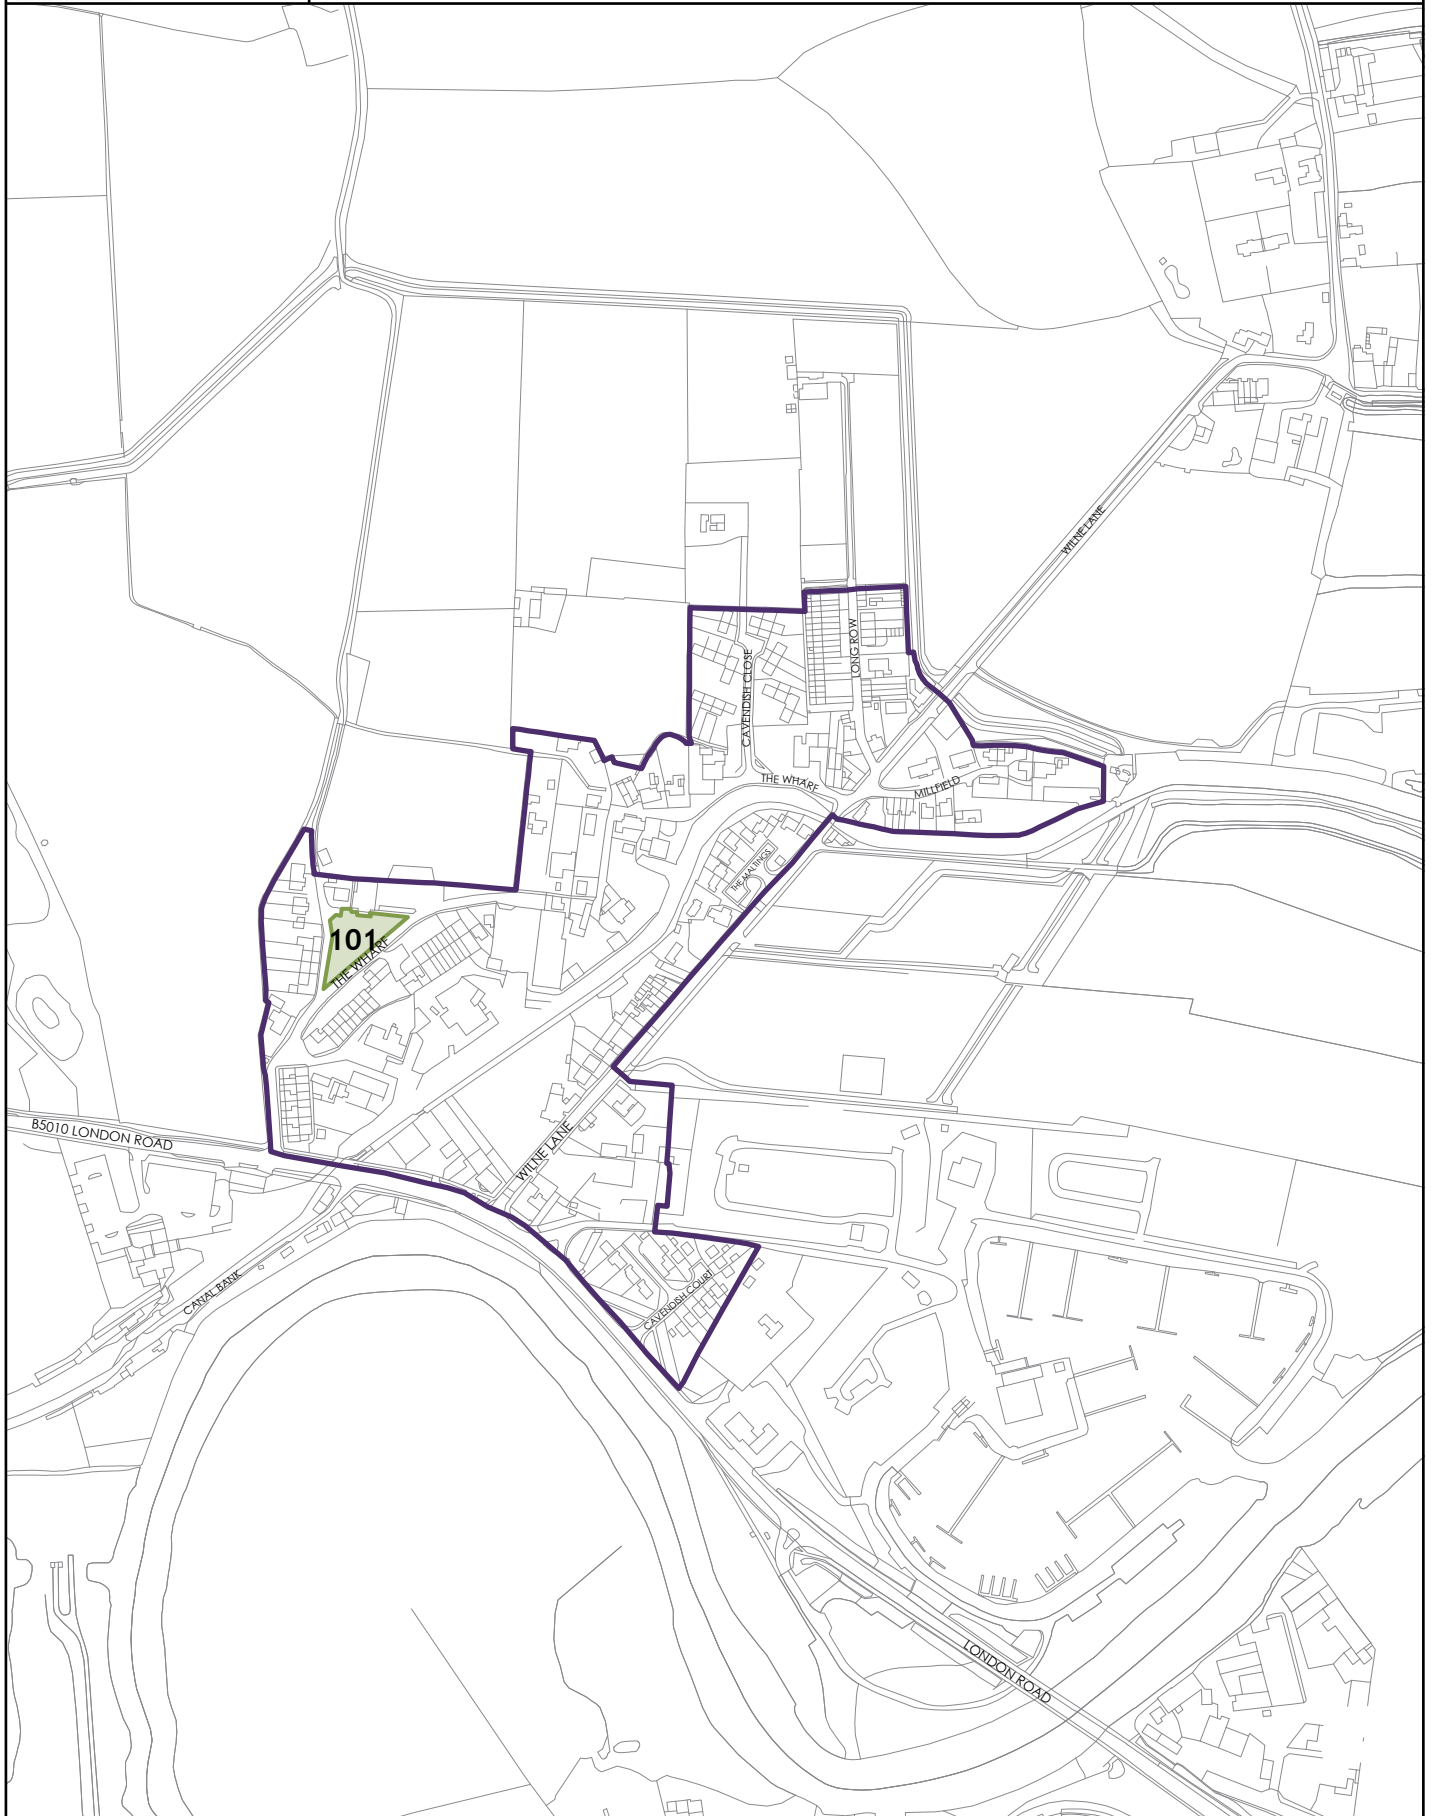 WILNE LANE
LONG ROW
CAVENDISH CLOSE
THE WHARF
MILLFIELD
THE MALTINGS
101
THE WHARF
B5010 LONDON ROAD
WILNE LANE
CANAL BANK
CAVENDISH COURT
LONDON ROAD